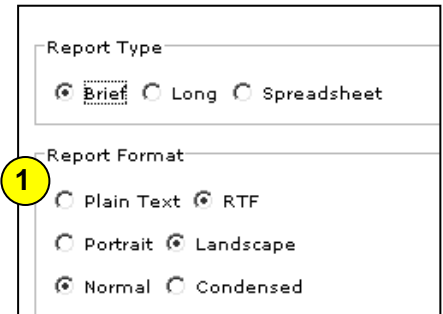 Report Type
Brief Long Spreadsheet
Report Format
1
Plain Text RTF
Portrait Landscape
Normal Condensed